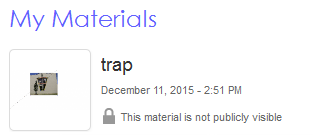 My Materials
trap
December 11, 2015 - 2:51 PM
This material is not publicly visible